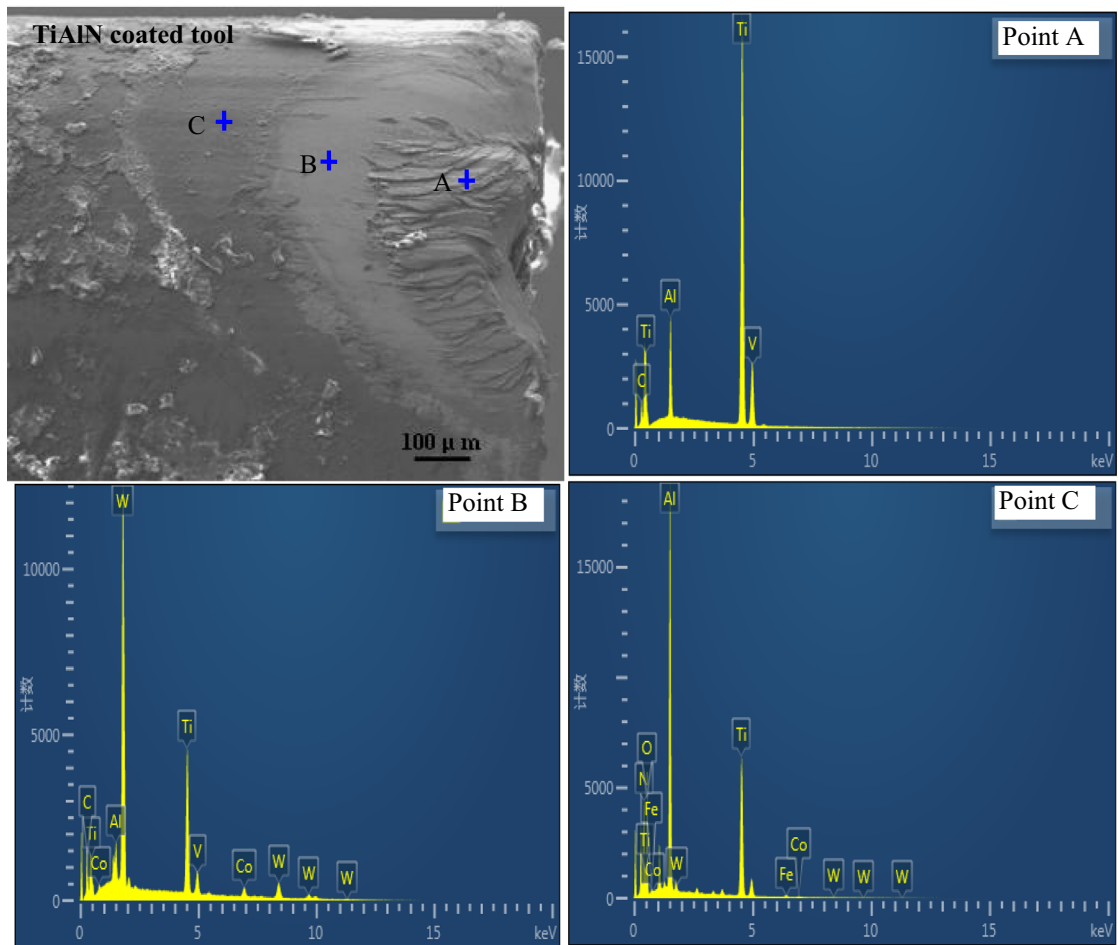 TiAlN coated tool
C
B
A
100 μ m
Point A
15000
10000
5000
0
计数
Ti
Al
Ti
V
C
0
5
10
15
keV
Point B
10000
5000
0
计数
W
Ti
C
Ti
Al
Co
V
Co
W
W
W
0
5
10
15
keV
Point C
15000
10000
5000
0
计数
Al
Ti
O
N
Fe
Ti
Co
W
Co
Fe
W
W
W
0
5
10
15
keV